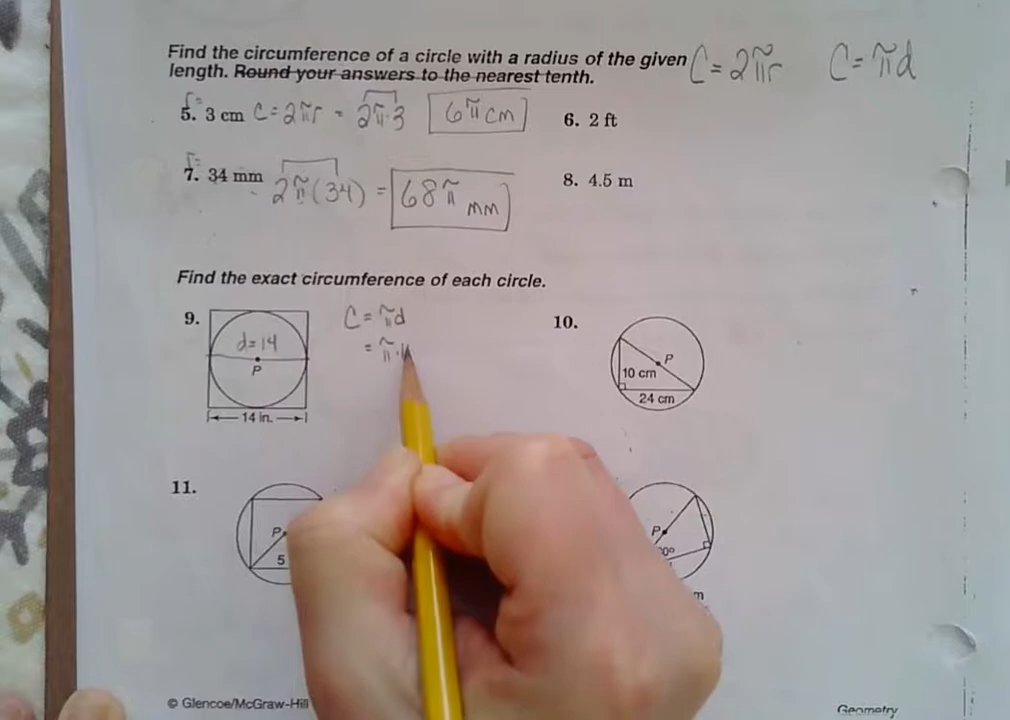 Find the circumference of a circle with a radius of the given C = 2πr C = πd
length. Round your answers to the nearest tenth.
r=
5. 3 cm C = 2πr = 2π·3 6π cm
6. 2 ft
r=
7. 34 mm 2π(34) = 68π mm
8. 4.5 m
Find the exact circumference of each circle.
9.
d=14
P
14 in.
C = πd
= π·
10.
P
10 cm
24 cm
11.
P
5
P
m
© Glencoe/McGraw-Hill
Geometry